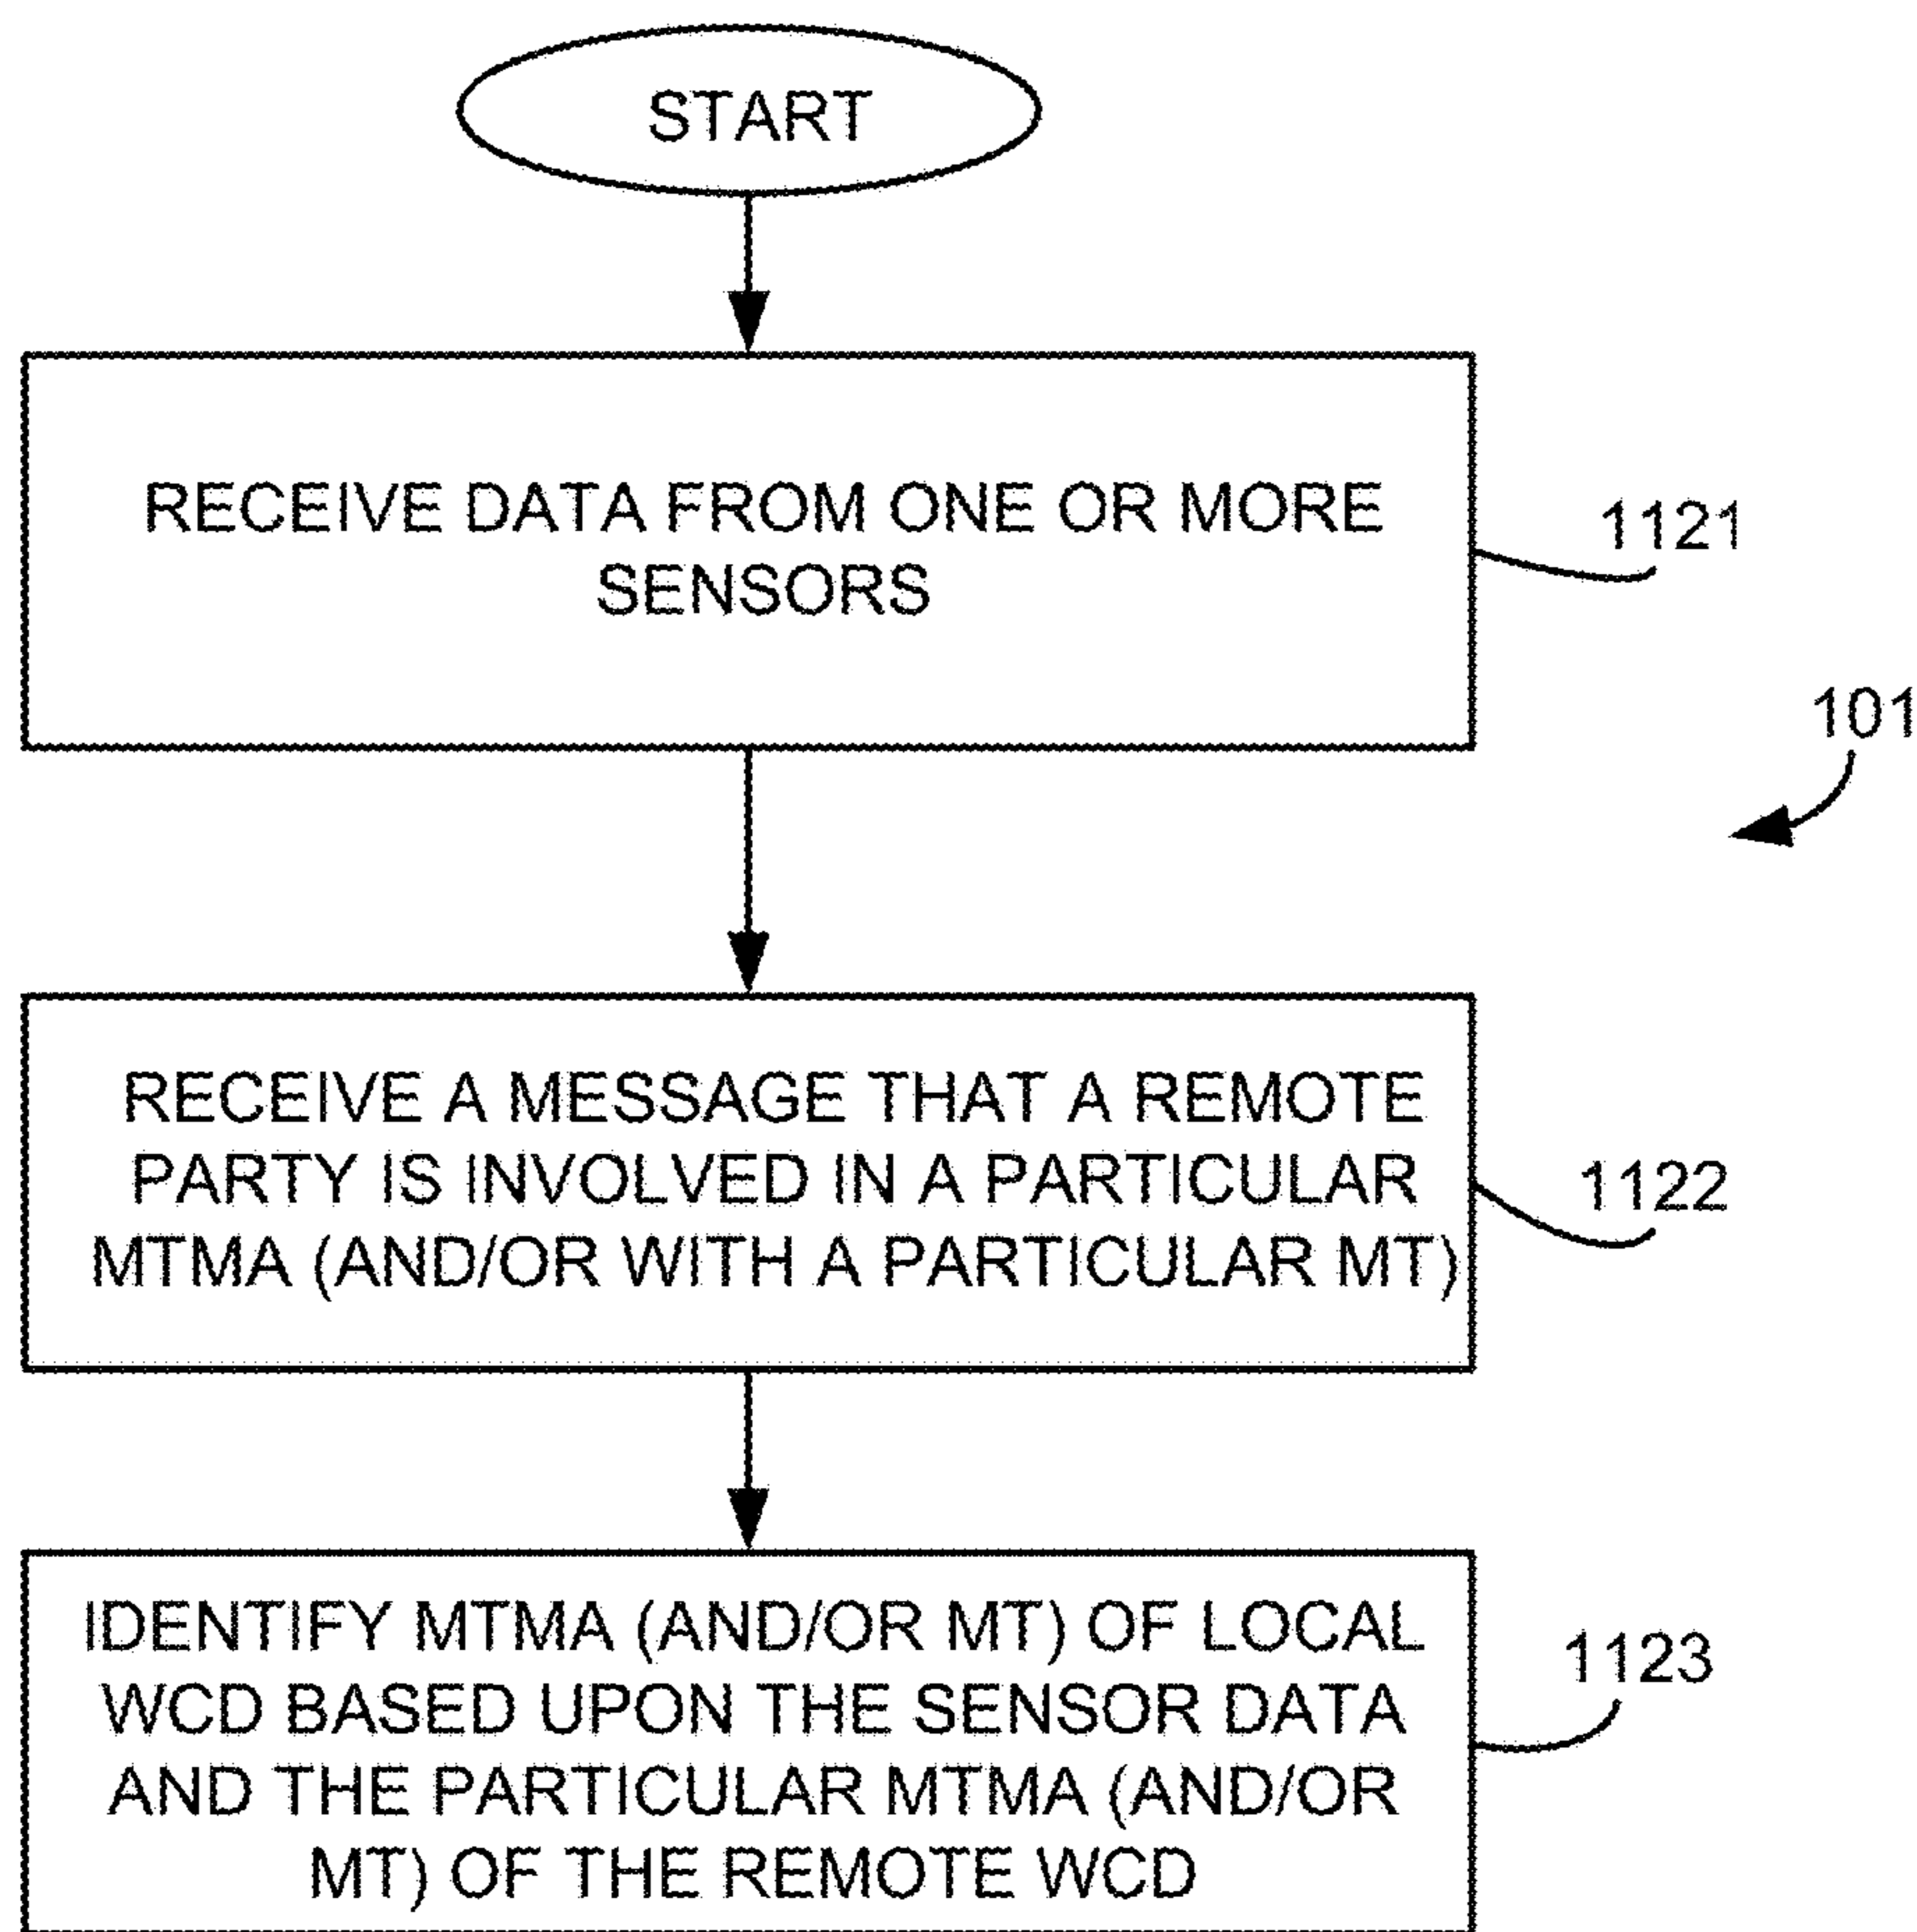 START
RECEIVE DATA FROM ONE OR MORE
SENSORS
1121
101
RECEIVE A MESSAGE THAT A REMOTE
PARTY IS INVOLVED IN A PARTICULAR
MTMA (AND/OR WITH A PARTICULAR MT)
1122
IDENTIFY MTMA (AND/OR MT) OF LOCAL
WCD BASED UPON THE SENSOR DATA
AND THE PARTICULAR MTMA (AND/OR
MT) OF THE REMOTE WCD
1123